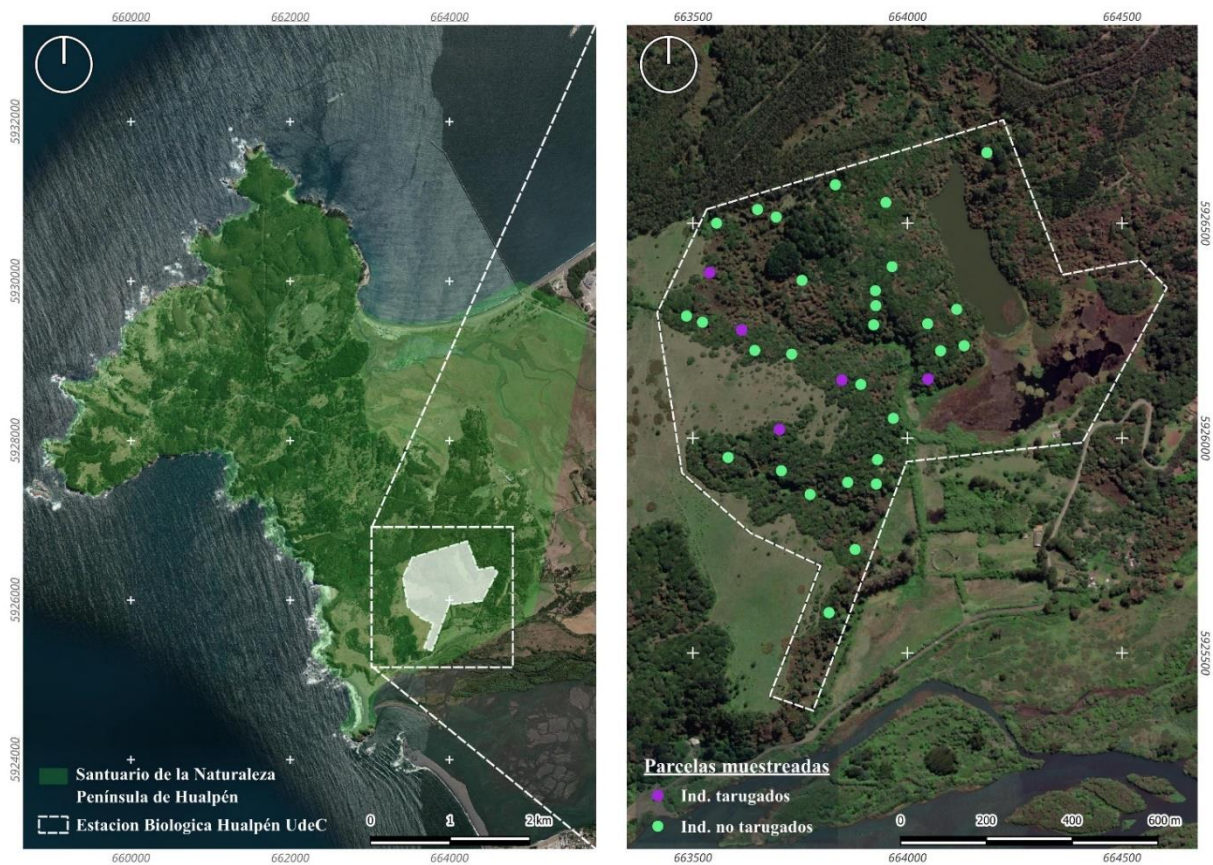 660000 662000 664000
663500 664000 664500
5932000
5930000
5928000
5926000
5924000
5926500
5926000
5925500
Santuario de la Naturaleza
Península de Hualpén
Estacion Biologica Hualpén UdeC
0 1 2 km
Parcelas muestreadas
Ind. tarugados
Ind. no tarugados
0 200 400 600 m
660000 662000 664000
663500 664000 664500